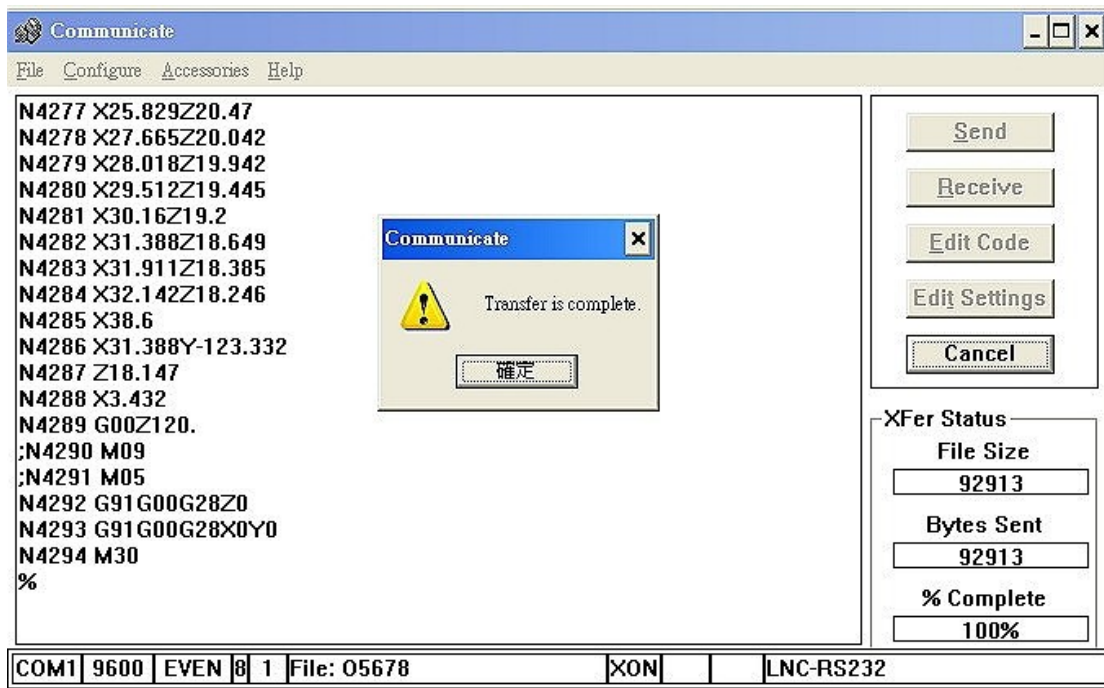 Communicate
File Configure Accessories Help
N4277 X25.829Z20.47
N4278 X27.665Z20.042
N4279 X28.018Z19.942
N4280 X29.512Z19.445
N4281 X30.16Z19.2
N4282 X31.388Z18.649
N4283 X31.911Z18.385
N4284 X32.142Z18.246
N4285 X38.6
N4286 X31.388Y-123.332
N4287 Z18.147
N4288 X3.432
N4289 G00Z120.
;N4290 M09
;N4291 M05
N4292 G91G00G28Z0
N4293 G91G00G28X0Y0
N4294 M30
%
Communicate
Transfer is complete.
確定
Send
Receive
Edit Code
Edit Settings
Cancel
XFer Status
File Size
92913
Bytes Sent
92913
% Complete
100%
COM1 9600 EVEN 8 1 File: O5678 XON LNC-RS232